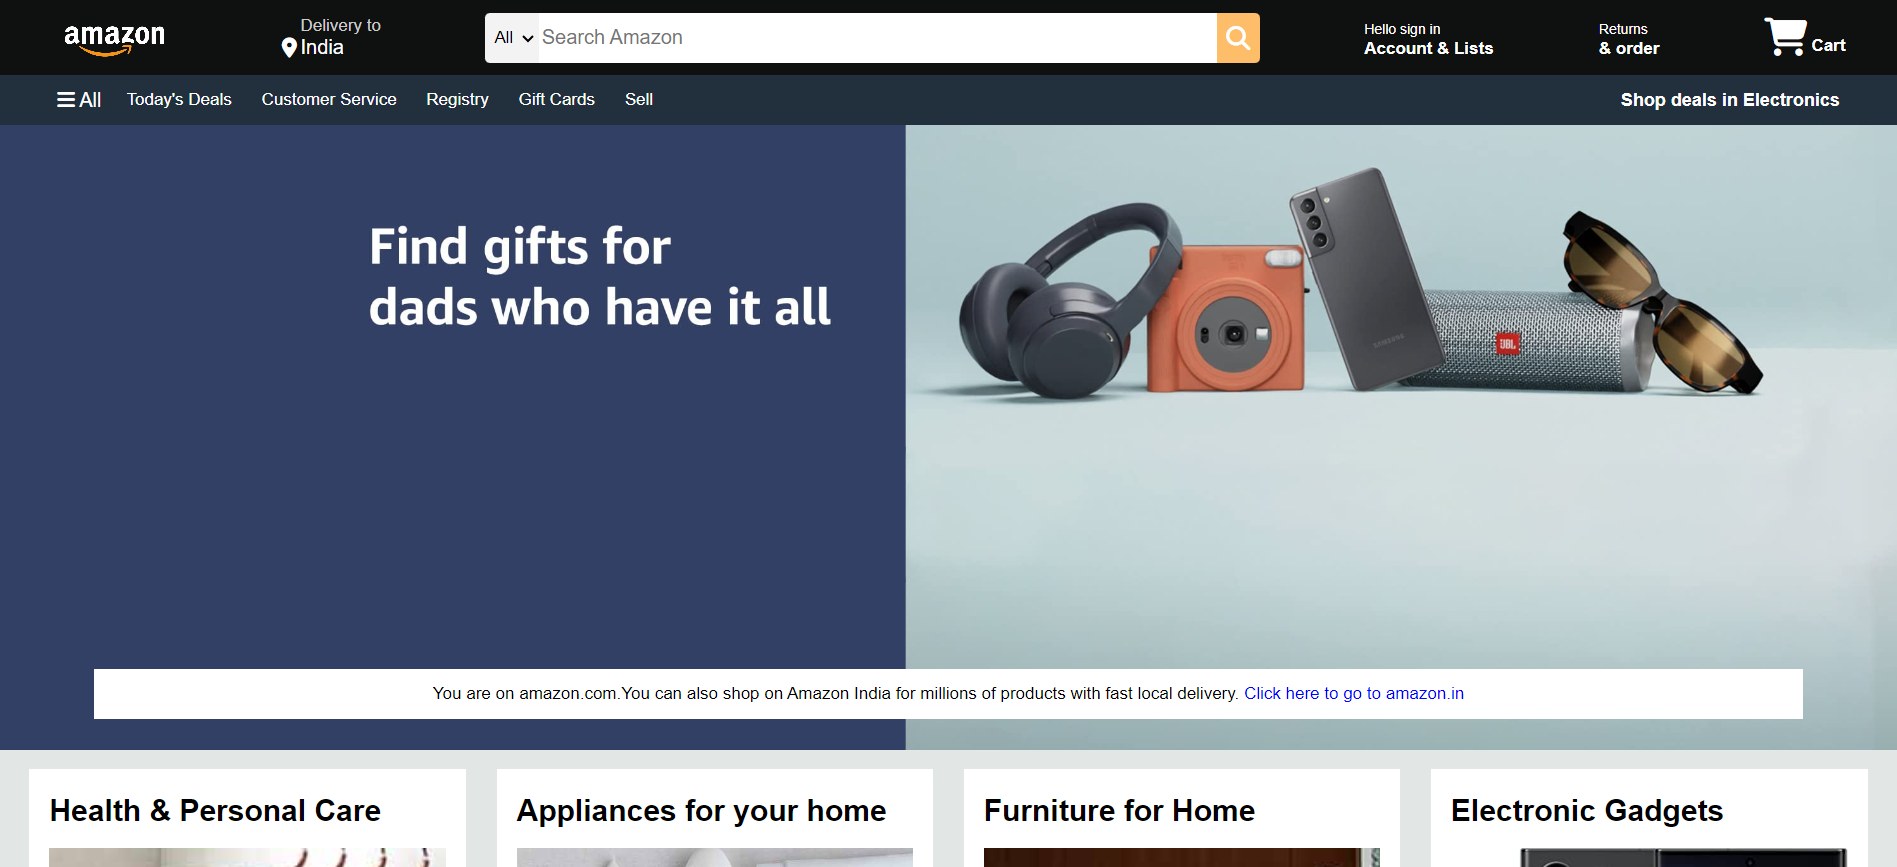 amazon
Delivery to
India
All
Search Amazon
Hello sign in
Account & Lists
Returns
& order
Cart
All
Today's Deals
Customer Service
Registry
Gift Cards
Sell
Shop deals in Electronics
Find gifts for
dads who have it all
SAMSUNG
JBL
You are on amazon.com.You can also shop on Amazon India for millions of products with fast local delivery. Click here to go to amazon.in
Health & Personal Care
Appliances for your home
Furniture for Home
Electronic Gadgets